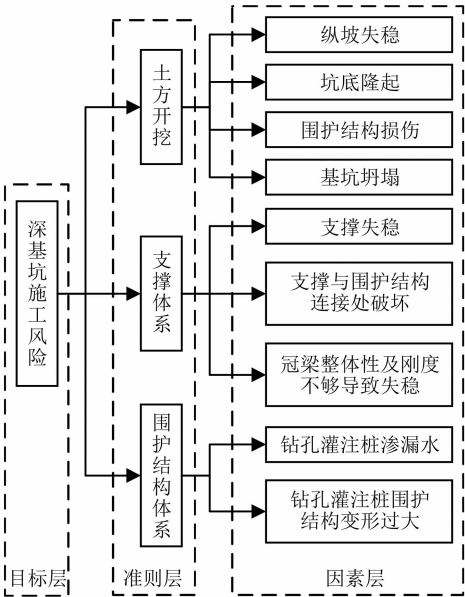 深基坑施工风险
目标层
土方开挖
支撑体系
围护结构体系
准则层
纵坡失稳
坑底隆起
围护结构损伤
基坑坍塌
支撑失稳
支撑与围护结构
连接处破坏
冠梁整体性及刚度
不够导致失稳
钻孔灌注桩渗漏水
钻孔灌注桩围护
结构变形过大
因素层